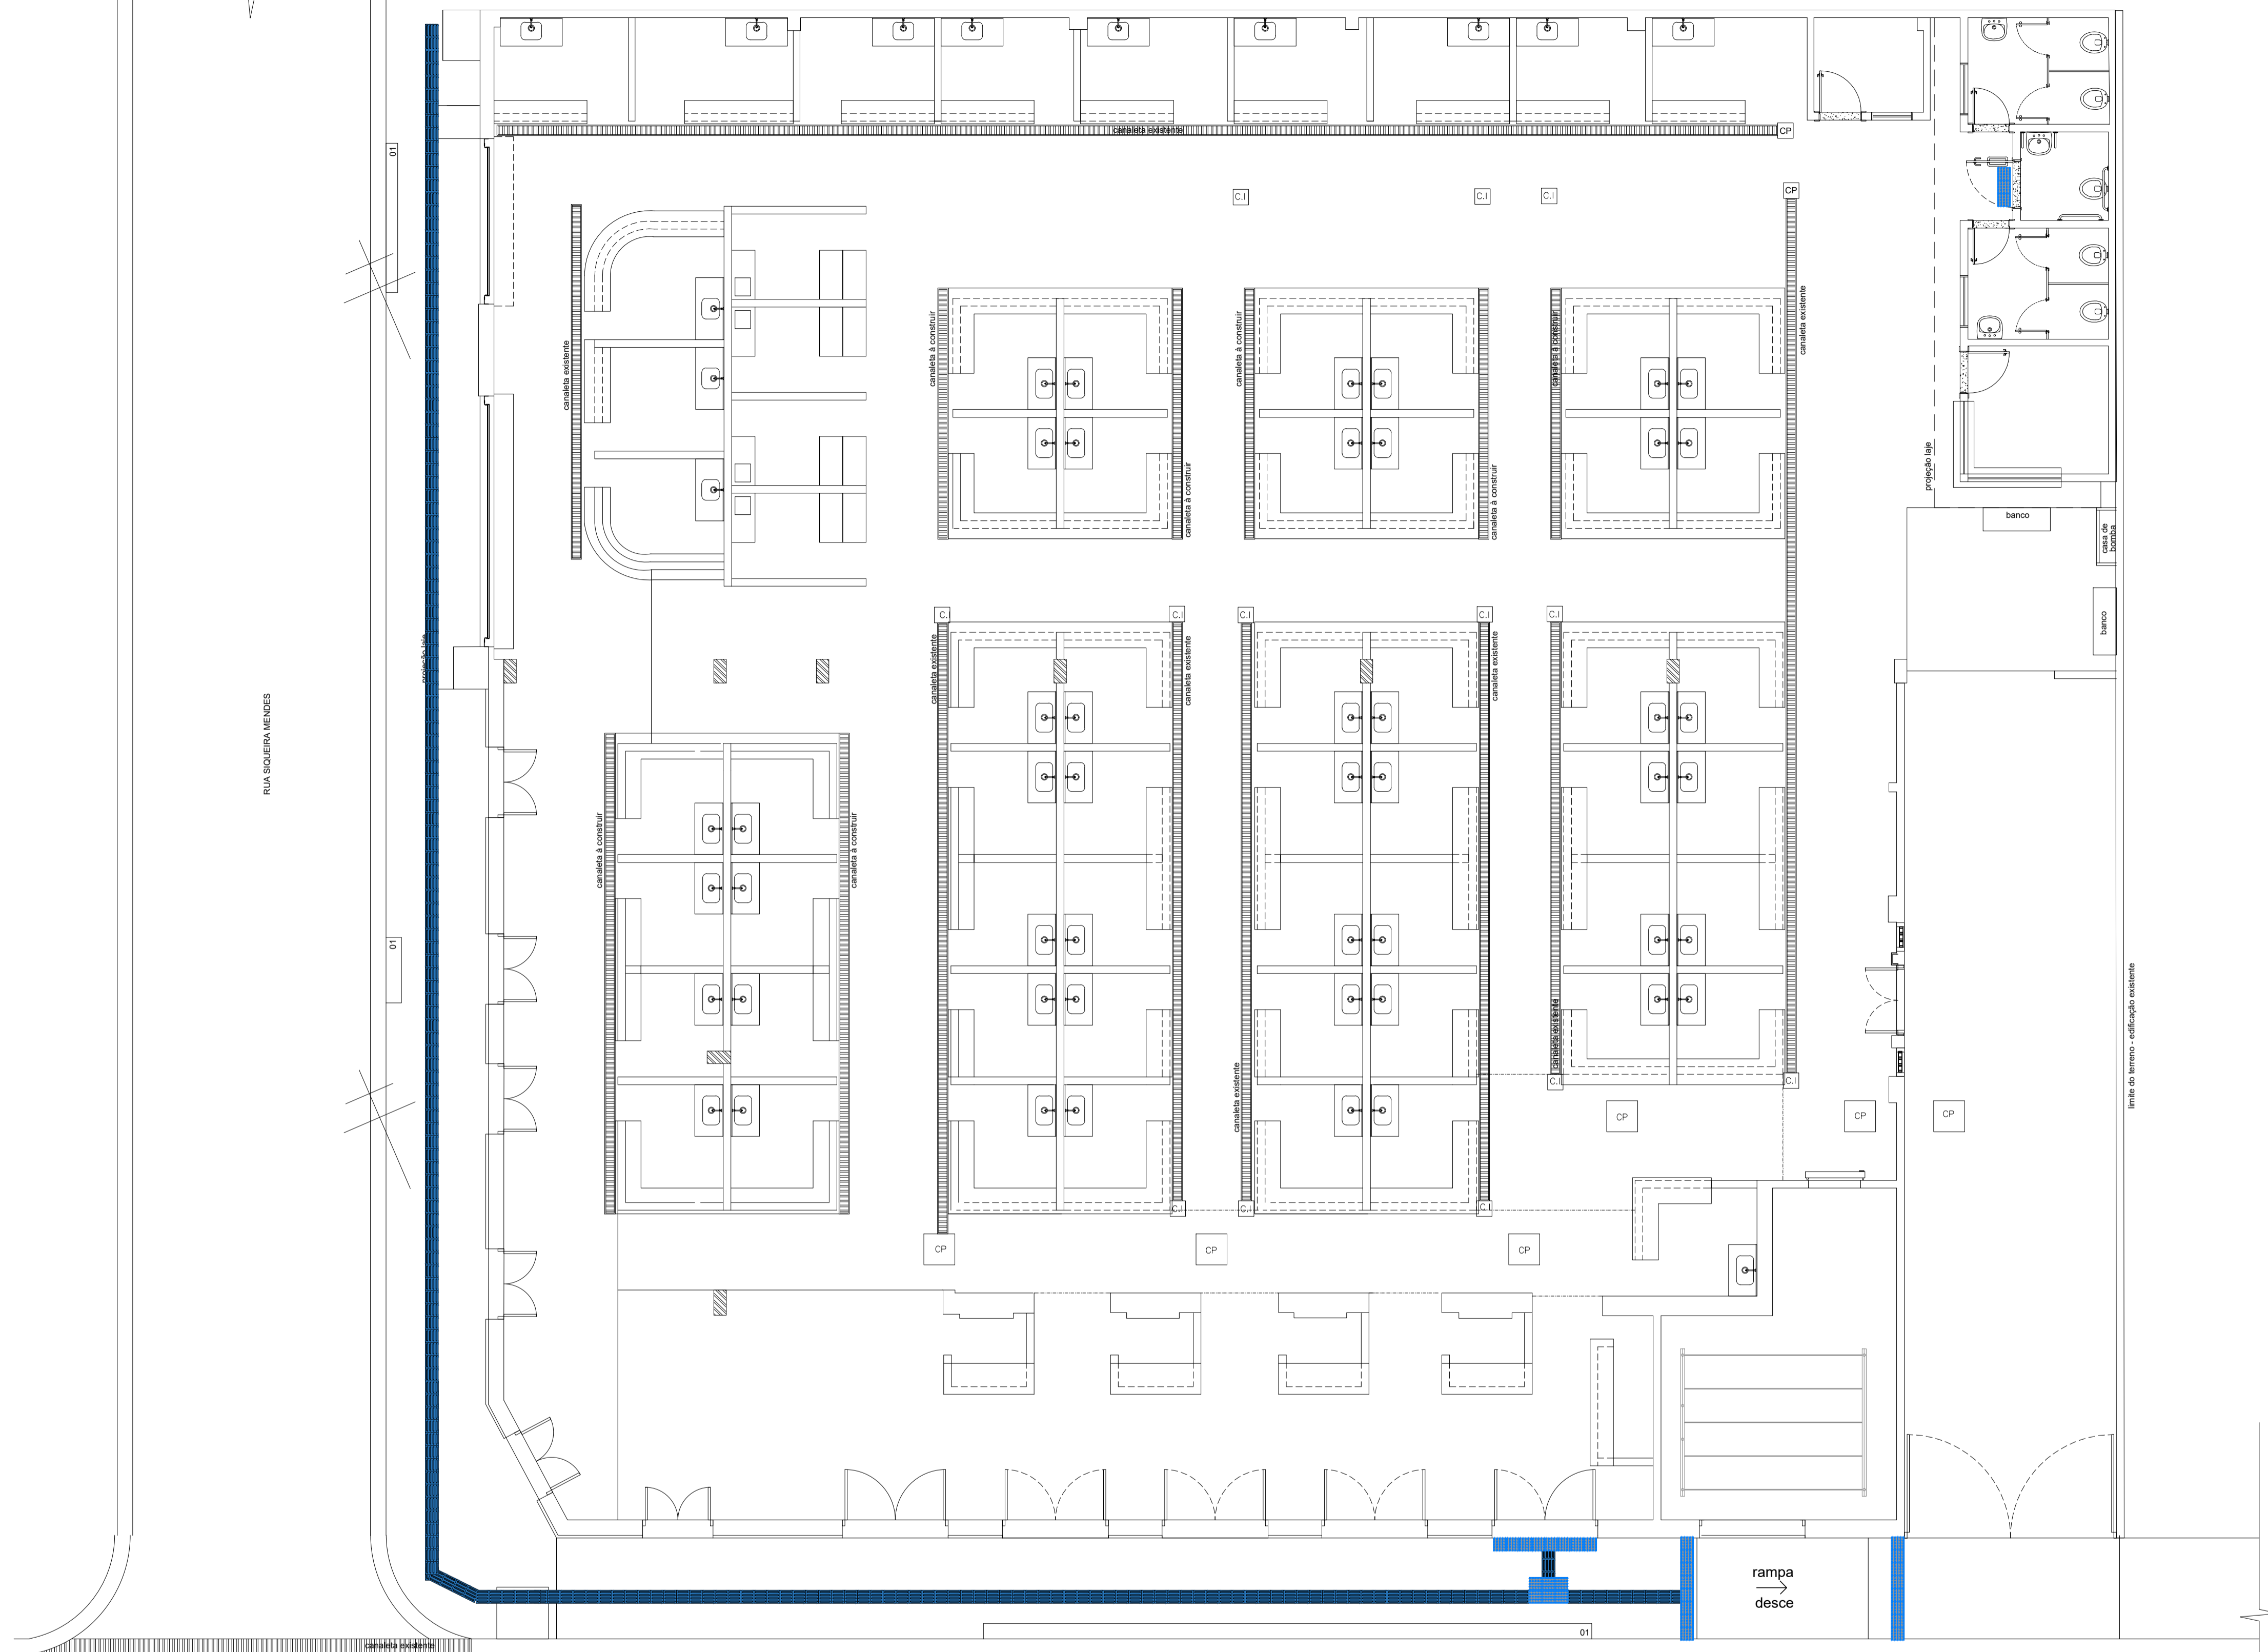 canaleta existente
CP
01
C.I
C.I
C.I
CP
canaleta existente
canaleta à construir
canaleta à construir
canaleta à construir
canaleta existente
projeção laje
canaleta à construir
canaleta à construir
banco
casa de
bomba
banco
C.I
C.I
C.I
C.I
C.I
projeção laje
canaleta existente
canaleta existente
canaleta existente
RUA SIQUEIRA MENDES
canaleta à construir
canaleta à construir
01
canaleta existente
limite do terreno - edificação existente
canaleta existente
C.I
C.I
CP
CP
CP
C.I
C.I
C.I
CP
CP
CP
rampa
desce
01
canaleta existente